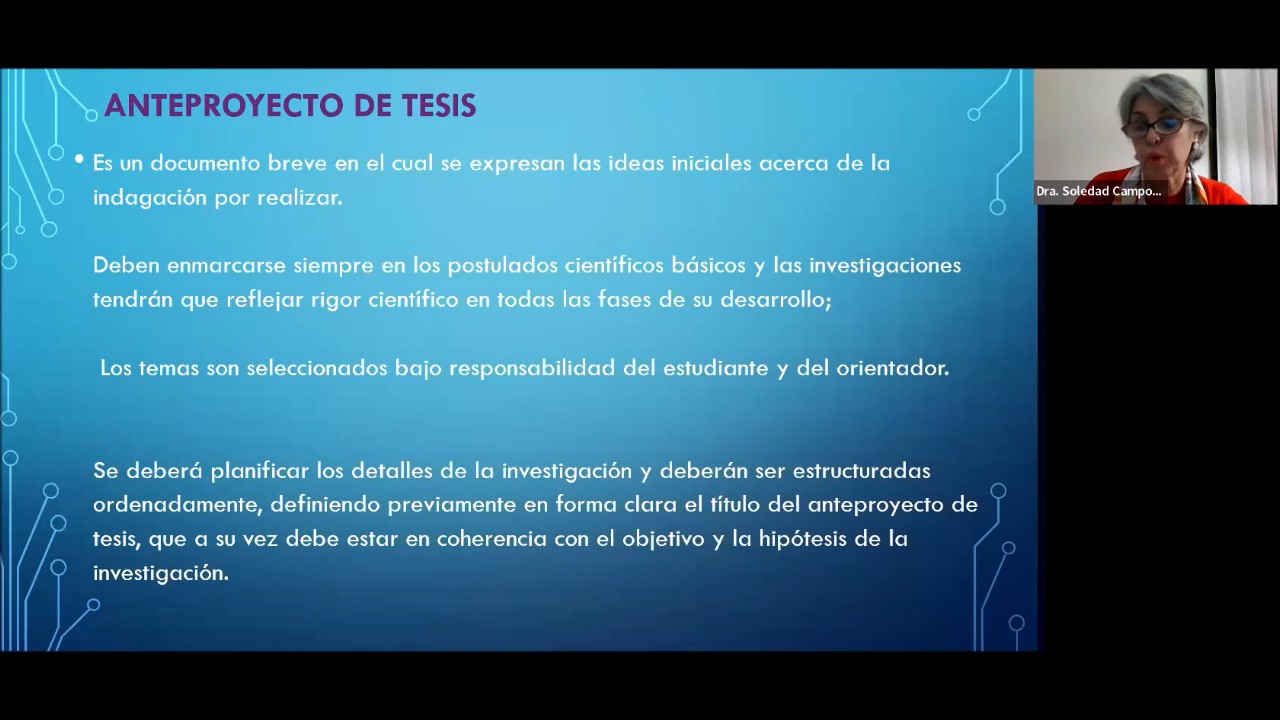 ANTEPROYECTO DE TESIS
• Es un documento breve en el cual se expresan las ideas iniciales acerca de la
indagación por realizar.
Deben enmarcarse siempre en los postulados científicos básicos y las investigaciones
tendrán que reflejar rigor científico en todas las fases de su desarrollo;
Los temas son seleccionados bajo responsabilidad del estudiante y del orientador.
Se deberá planificar los detalles de la investigación y deberán ser estructuradas
ordenadamente, definiendo previamente en forma clara el título del anteproyecto de
tesis, que a su vez debe estar en coherencia con el objetivo y la hipótesis de la
investigación.
Dra. Soledad Campo...